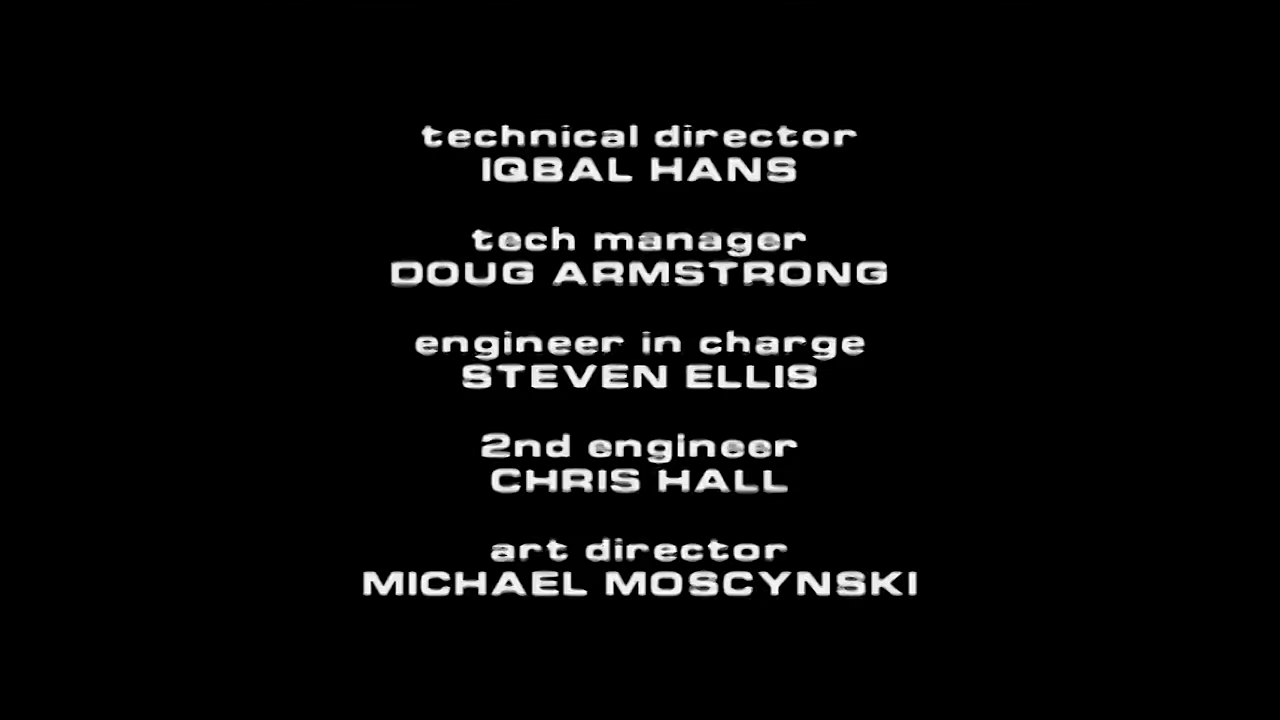 technical director
IQBAL HANS
tech manager
DOUG ARMSTRONG
engineer in charge
STEVEN ELLIS
2nd engineer
CHRIS HALL
art director
MICHAEL MOSCYNSKI